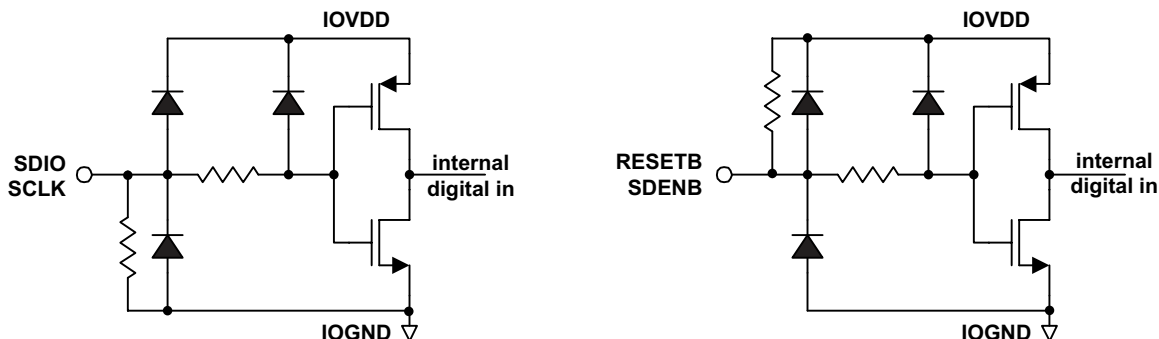 IOVDD
SDIO
SCLK
internal
digital in
IOGND
IOVDD
RESETB
SDENB
internal
digital in
IOGND